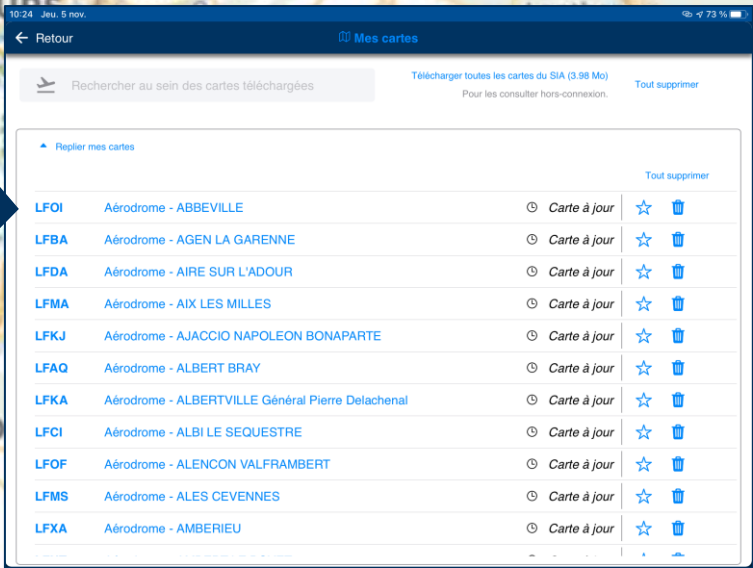 10:24 Jeu. 5 nov. 73 %
← Retour Mes cartes
Rechercher au sein des cartes téléchargées
Télécharger toutes les cartes du SIA (3.98 Mo)
Pour les consulter hors-connexion.
Tout supprimer
Replier mes cartes
Tout supprimer
LFOI Aérodrome - ABBEVILLE Carte à jour
LFBA Aérodrome - AGEN LA GARENNE Carte à jour
LFDA Aérodrome - AIRE SUR L'ADOUR Carte à jour
LFMA Aérodrome - AIX LES MILLES Carte à jour
LFKJ Aérodrome - AJACCIO NAPOLEON BONAPARTE Carte à jour
LFAQ Aérodrome - ALBERT BRAY Carte à jour
LFKA Aérodrome - ALBERTVILLE Général Pierre Delachenal Carte à jour
LFCI Aérodrome - ALBI LE SEQUESTRE Carte à jour
LFOF Aérodrome - ALENCON VALFRAMBERT Carte à jour
LFMS Aérodrome - ALES CEVENNES Carte à jour
LFXA Aérodrome - AMBERIEU Carte à jour